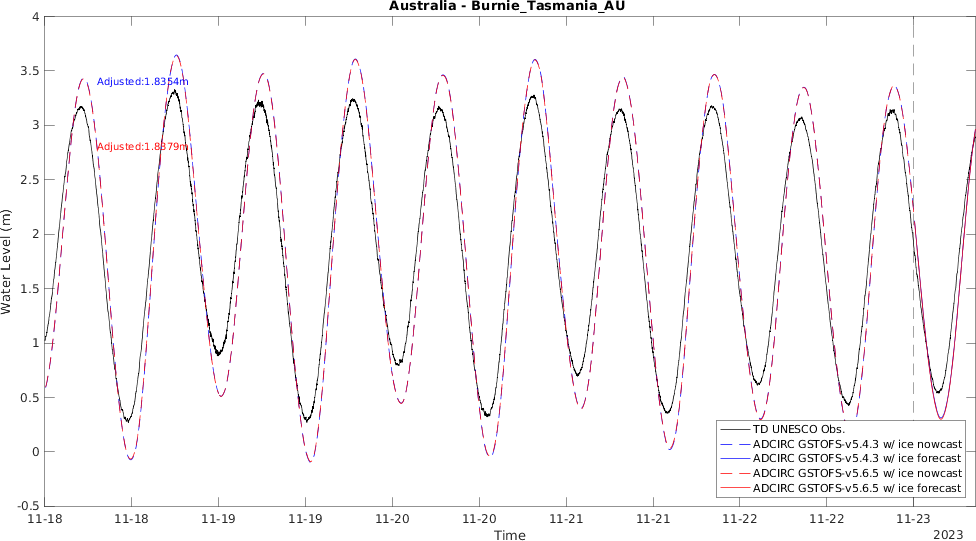 Australia - Burnie_Tasmania_AU
4
3.5
3
2.5
2
1.5
1
0.5
0
-0.5
Water Level (m)
Adjusted:1.8354m
Adjusted:1.8379m
TD UNESCO Obs.
ADCIRC GSTOFS-v5.4.3 w/ ice nowcast
ADCIRC GSTOFS-v5.4.3 w/ ice forecast
ADCIRC GSTOFS-v5.6.5 w/ ice nowcast
ADCIRC GSTOFS-v5.6.5 w/ ice forecast
11-18 11-18 11-19 11-19 11-20 11-20 11-21 11-21 11-22 11-22 11-23
Time
2023